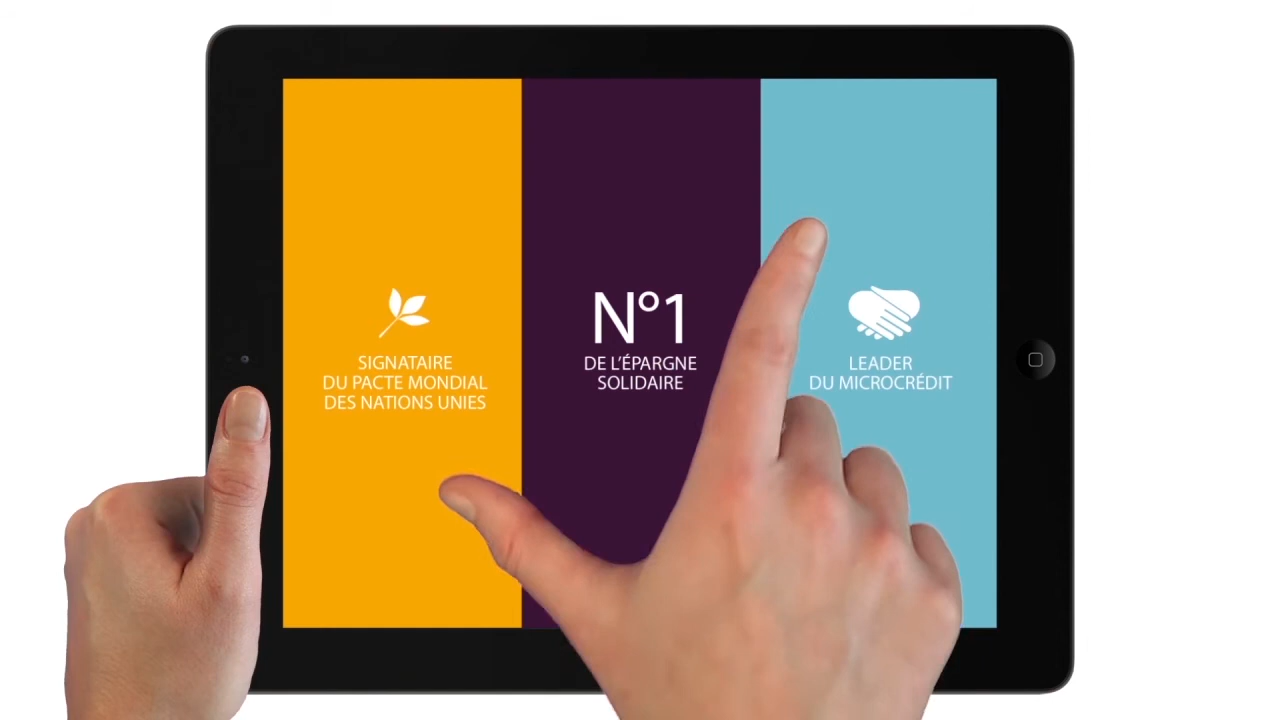 SIGNATAIRE
DU PACTE MONDIAL
DES NATIONS UNIES
N°1
DE L'ÉPARGNE
SOLIDAIRE
LEADER
DU MICROCRÉDIT